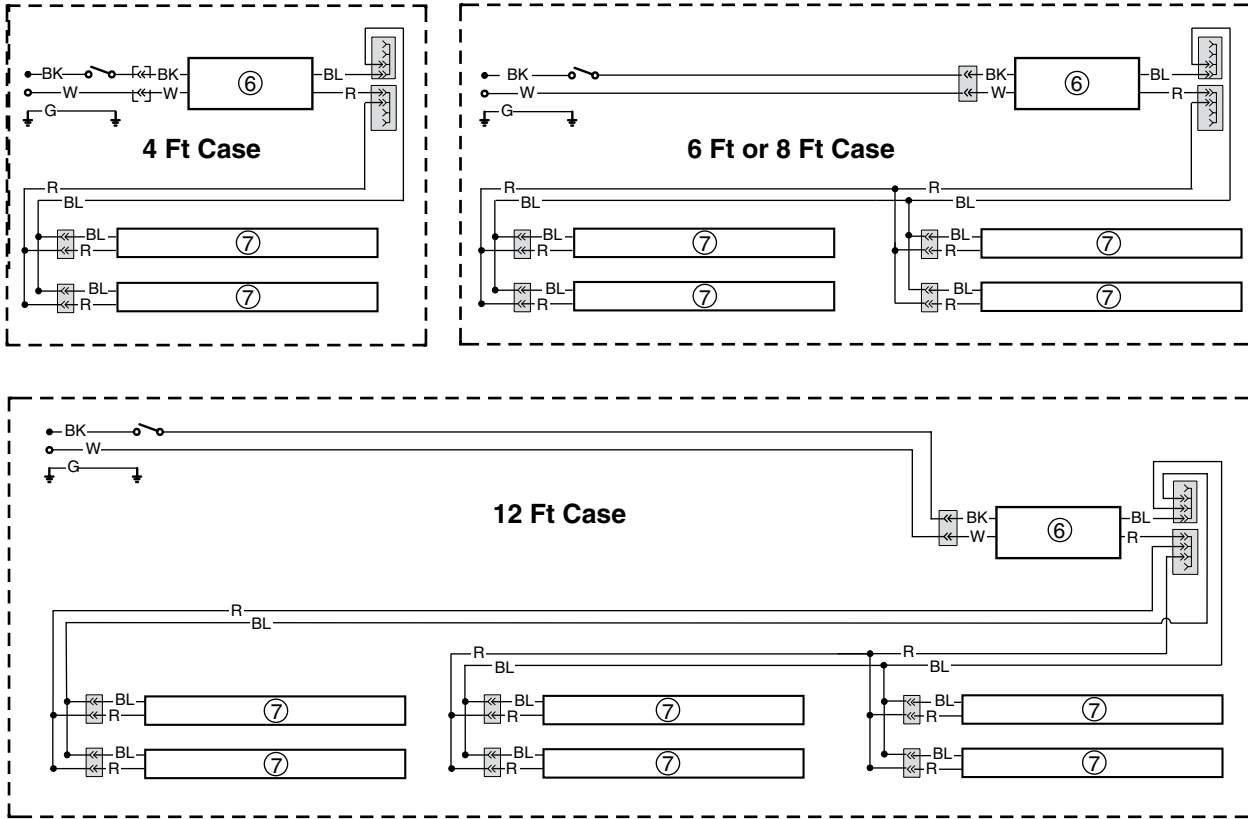 BK BK ⑥ BL
W W R
G
4 Ft Case
R
BL
BL ⑦
R
BL ⑦
R
BK BK ⑥ BL
W W R
G
6 Ft or 8 Ft Case
R R
BL BL
BL ⑦ BL ⑦
R R
BL ⑦ BL ⑦
R R
BK
W
G
12 Ft Case
BK ⑥ BL
W R
R
BL
R R
BL BL
BL ⑦ BL ⑦ BL ⑦
R R R
BL ⑦ BL ⑦ BL ⑦
R R R